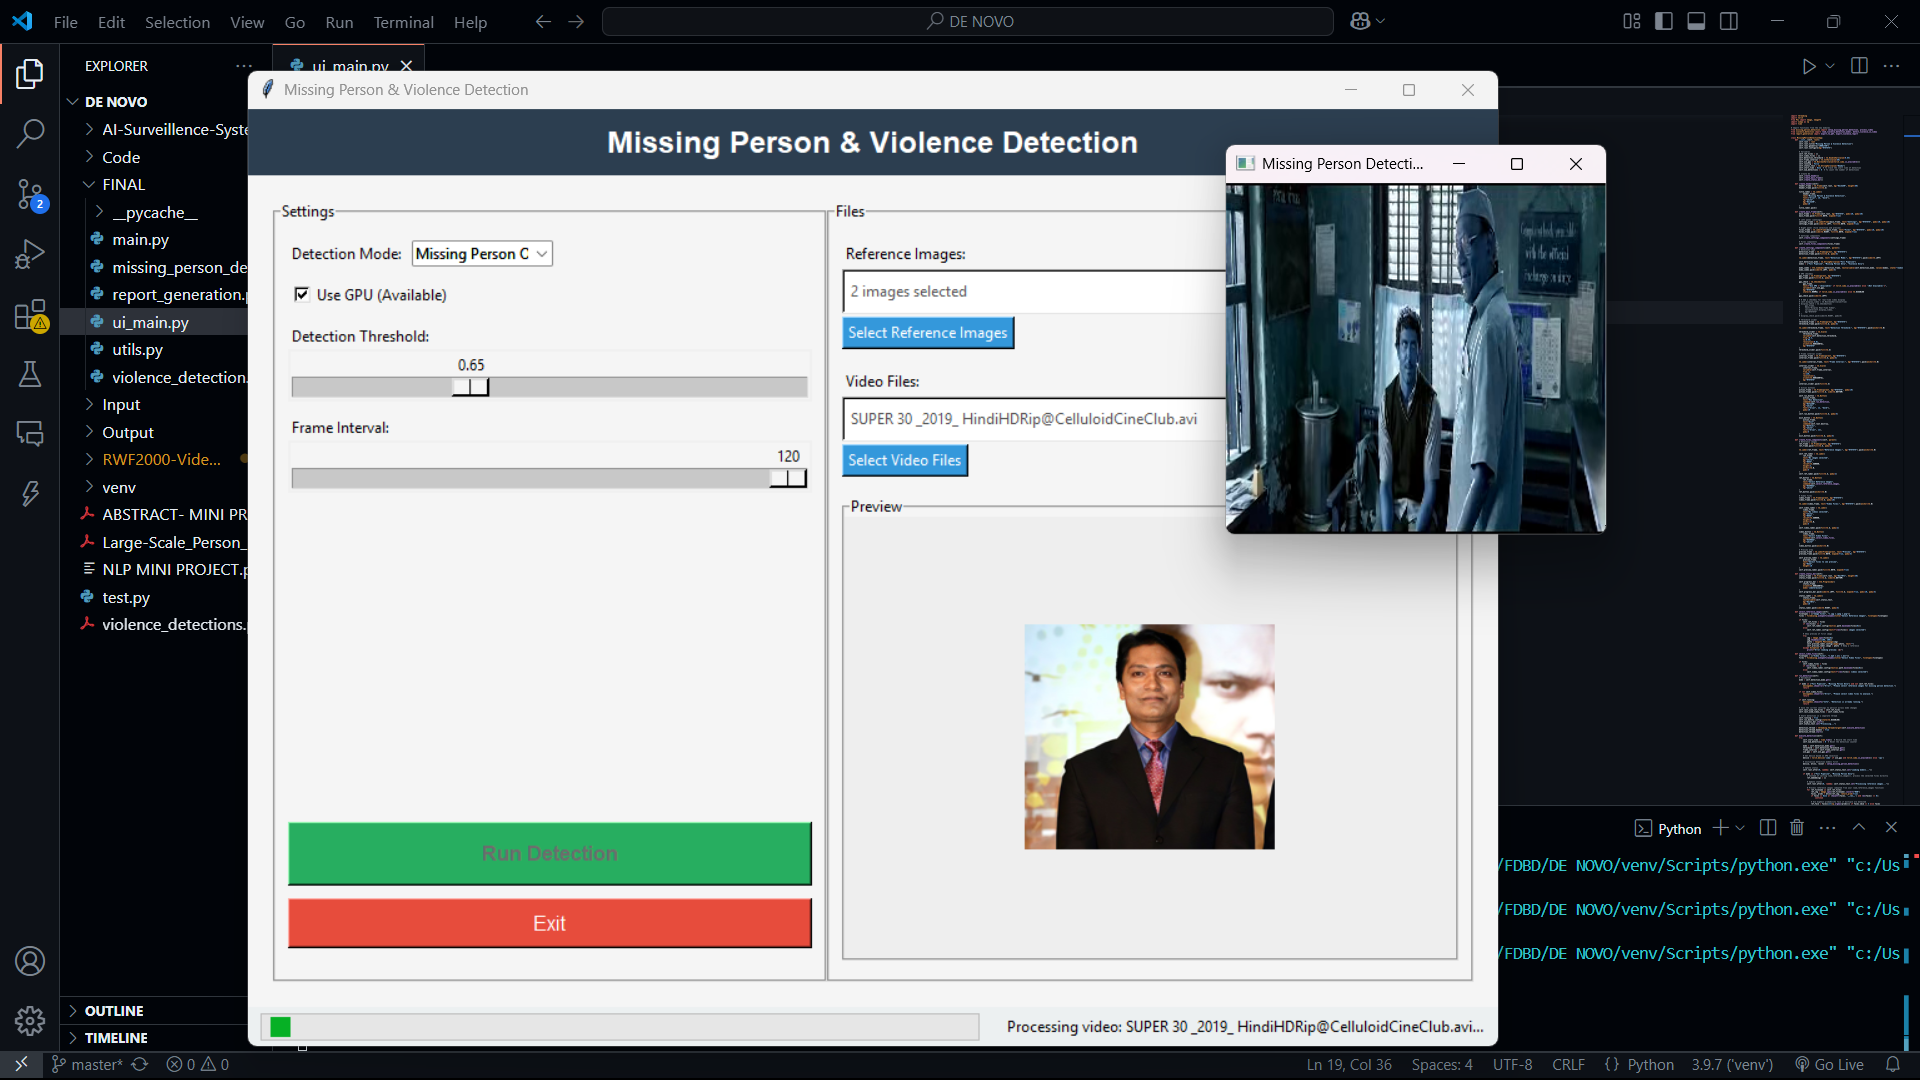 File Edit Selection View Go Run Terminal Help
DE NOVO
EXPLORER
ui_main.py
DE NOVO
AI-Surveillence-Syste
Code
FINAL
__pycache__
main.py
missing_person_de
report_generation.p
ui_main.py
utils.py
violence_detection.
Input
Output
RWF2000-Vide...
venv
ABSTRACT- MINI PR
Large-Scale_Person_
NLP MINI PROJECT.p
test.py
violence_detections.p
OUTLINE
TIMELINE
2
Missing Person & Violence Detection
Missing Person & Violence Detection
Settings
Detection Mode: Missing Person O
Use GPU (Available)
Detection Threshold:
0.65
Frame Interval:
120
Run Detection
Exit
Files
Reference Images:
2 images selected
Select Reference Images
Video Files:
SUPER 30 _2019_ HindiHDRip@CelluloidCineClub.avi
Select Video Files
Preview
Processing video: SUPER 30 _2019_ HindiHDRip@CelluloidCineClub.avi...
Missing Person Detecti...
with the official
Python
/FDBD/DE NOVO/venv/Scripts/python.exe" "c:/Us
/FDBD/DE NOVO/venv/Scripts/python.exe" "c:/Us
/FDBD/DE NOVO/venv/Scripts/python.exe" "c:/Us
master* 0 0
Ln 19, Col 36 Spaces: 4 UTF-8 CRLF {} Python 3.9.7 ('venv') Go Live